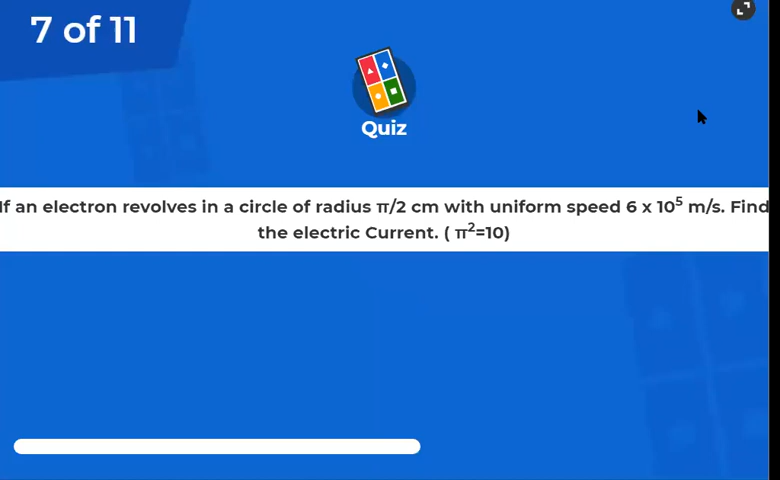 7 of 11
Quiz
If an electron revolves in a circle of radius π/2 cm with uniform speed 6 x 10⁵ m/s. Find
the electric Current. ( π²=10)